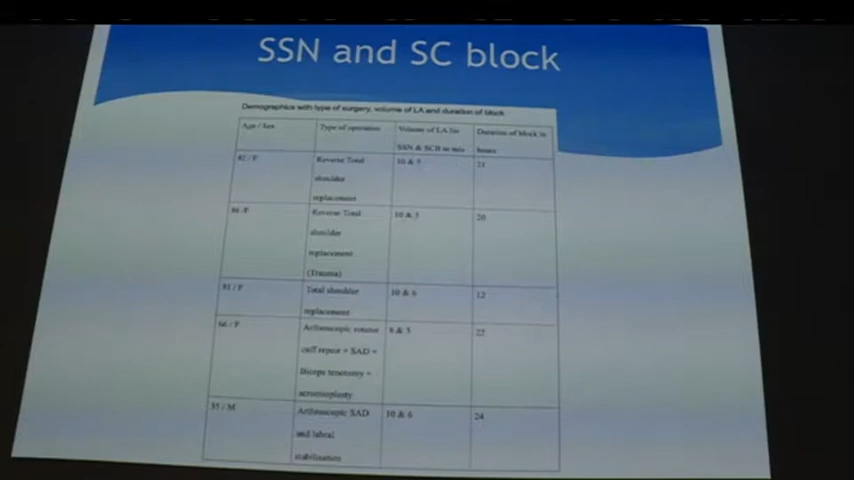 SSN and SC block
Demographics with type of surgery, volume of LA and duration of block
Age / Sex
Type of operation
Volume of LA for
SSN & SCB in mls
Duration of block in
hours
82 / F
Reverse Total
shoulder
replacement
10 & 5
21
Reverse Total
shoulder
replacement
(Trauma)
10 & 5
20
81 / F
Total shoulder
replacement
10 & 6
12
66 / F
Arthroscopic rotator
cuff repair + SAD +
Biceps tenotomy +
acromioplasty
8 & 5
22
35 / M
Arthroscopic SAD
and labral
stabilisation
10 & 6
24